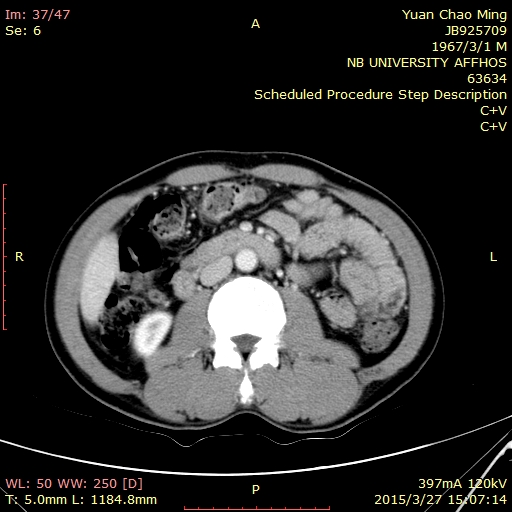 Im: 37/47
Se: 6
A
Yuan Chao Ming
JB925709
1967/3/1 M
NB UNIVERSITY AFFHOS
63634
Scheduled Procedure Step Description
C+V
C+V
R
L
WL: 50 WW: 250 [D]
T: 5.0mm L: 1184.8mm
P
397mA 120kV
2015/3/27 15:07:14